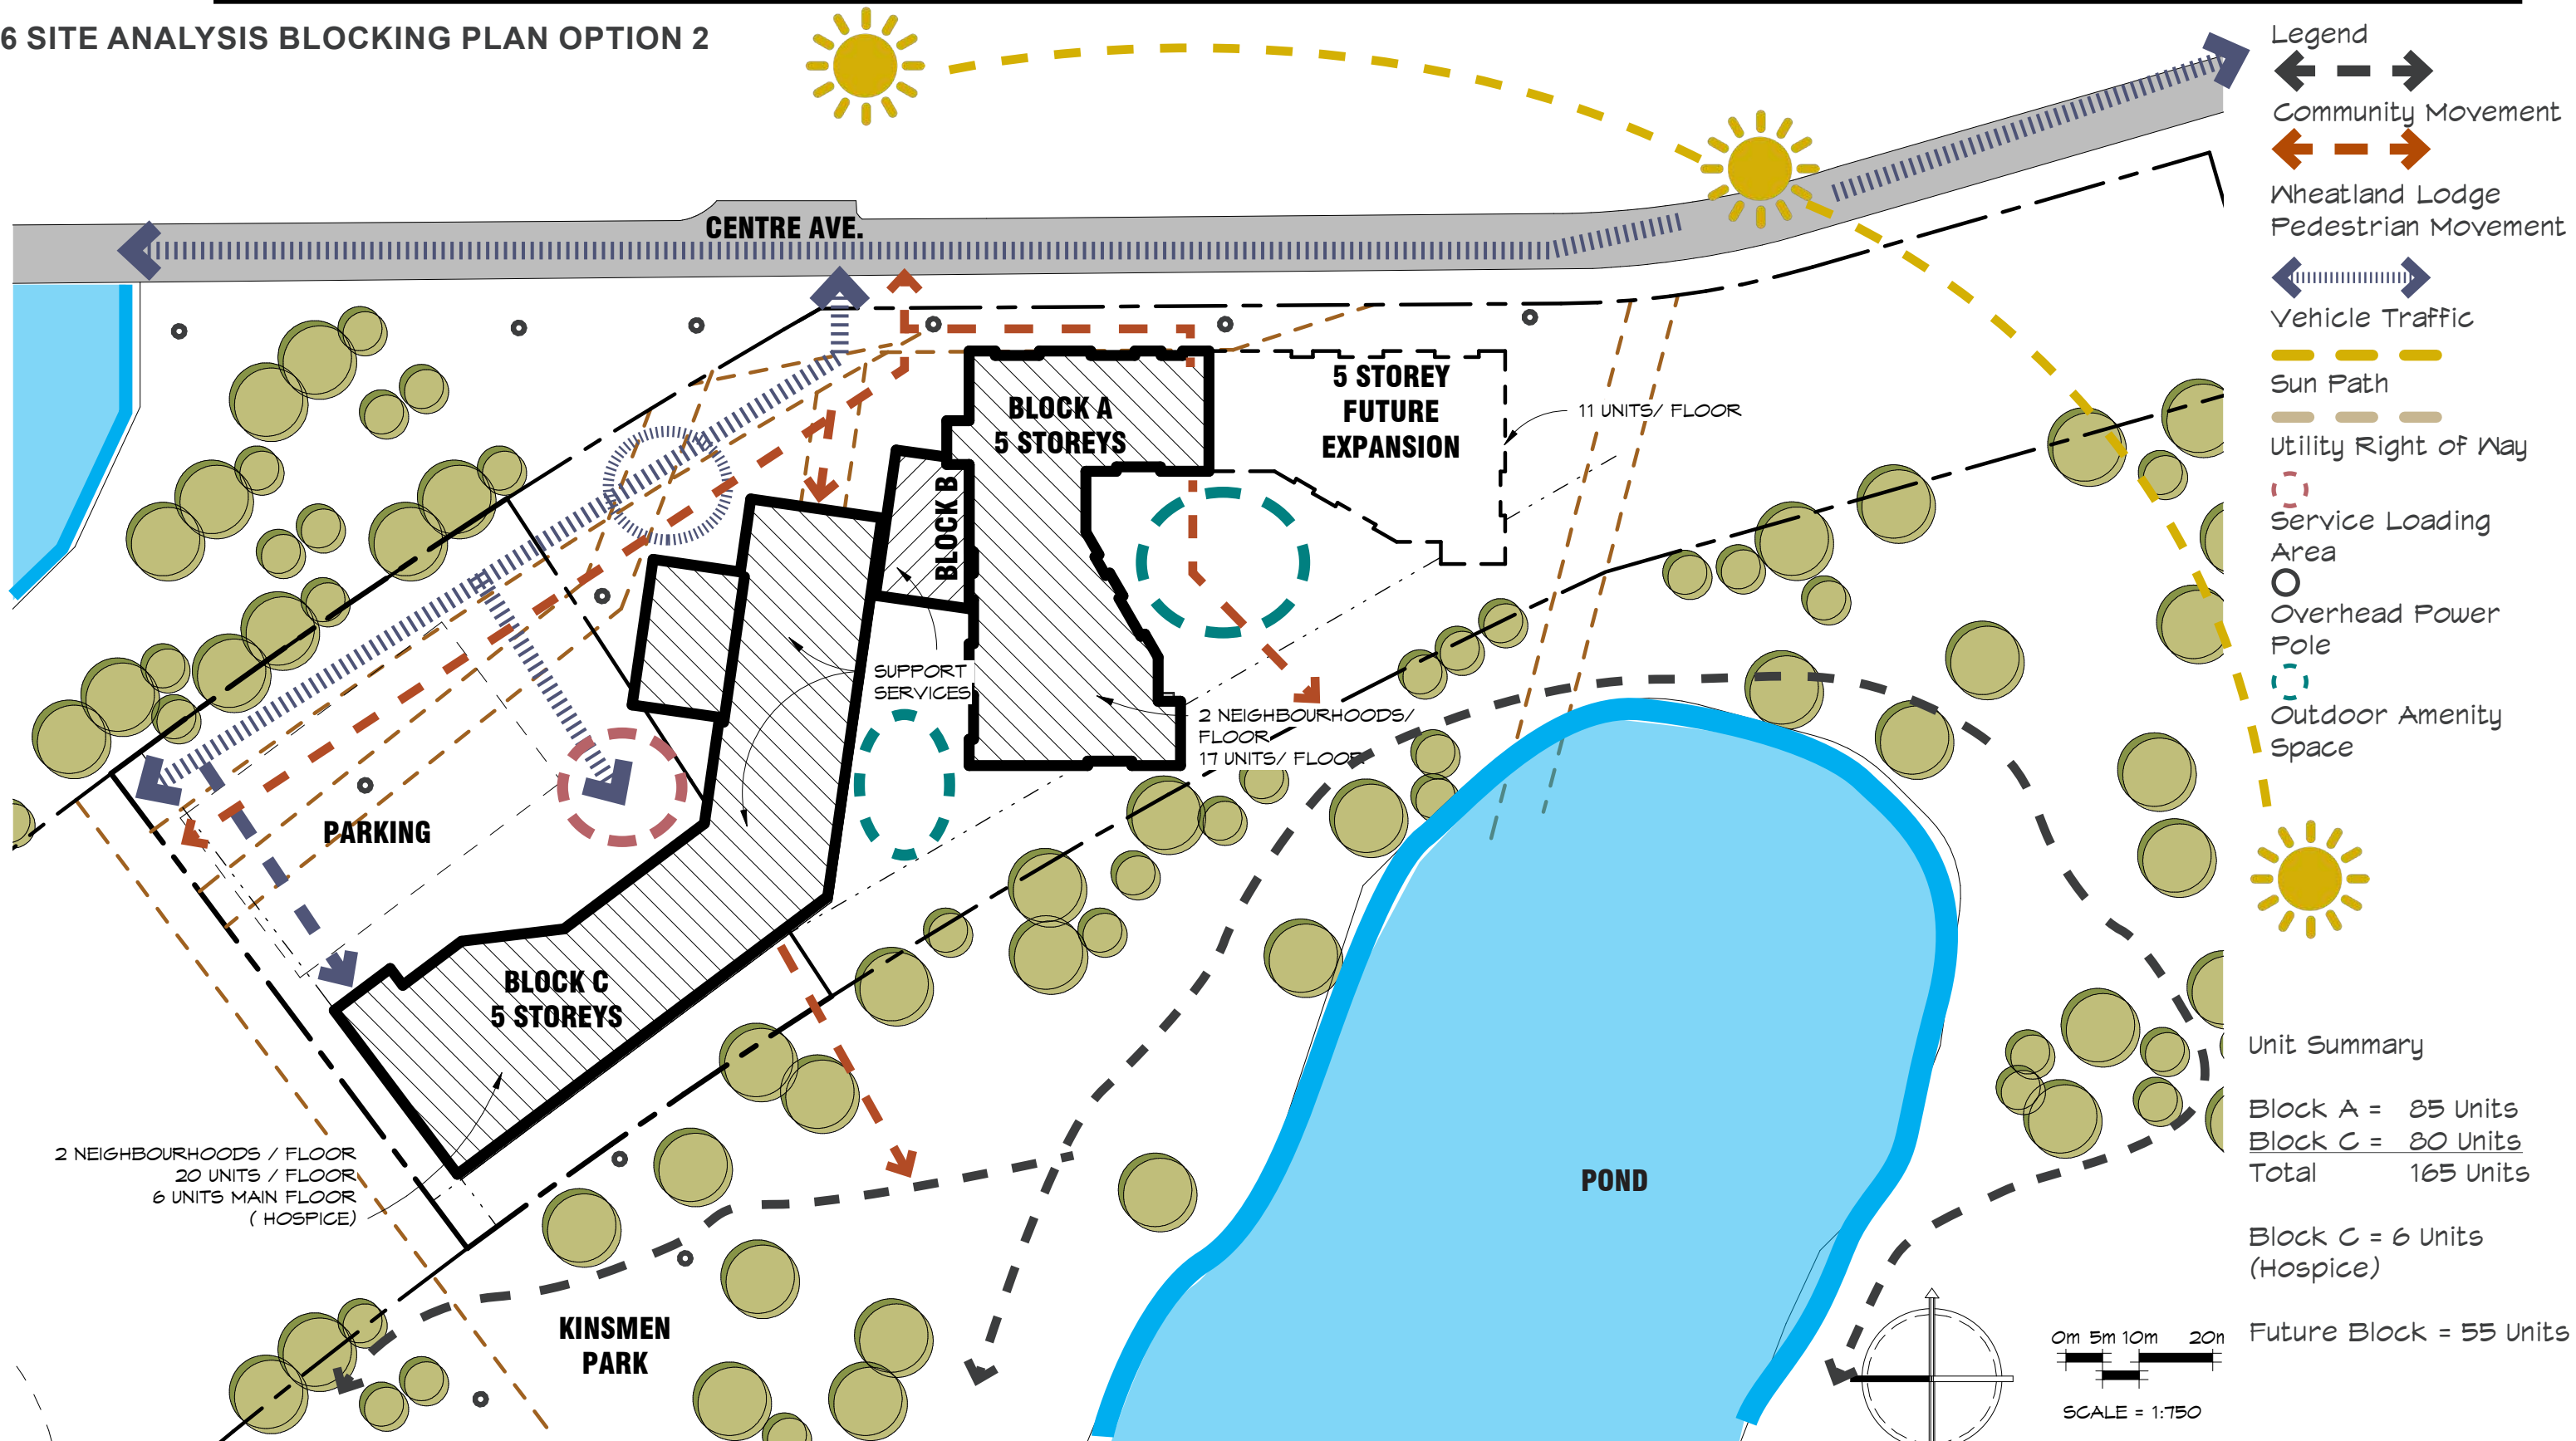 6 SITE ANALYSIS BLOCKING PLAN OPTION 2
CENTRE AVE.
BLOCK A
5 STOREYS
5 STOREY
FUTURE
EXPANSION
11 UNITS/ FLOOR
BLOCK B
SUPPORT
SERVICES
2 NEIGHBOURHOODS/
FLOOR
17 UNITS/ FLOOR
PARKING
BLOCK C
5 STOREYS
2 NEIGHBOURHOODS / FLOOR
20 UNITS / FLOOR
6 UNITS MAIN FLOOR
( HOSPICE)
POND
KINSMEN
PARK
0m 5m 10m 20m
SCALE = 1:750
Legend
Community Movement
Wheatland Lodge
Pedestrian Movement
Vehicle Traffic
Sun Path
Utility Right of Way
Service Loading
Area
Overhead Power
Pole
Outdoor Amenity
Space
Unit Summary
Block A = 85 Units
Block C = 80 Units
Total 165 Units
Block C = 6 Units
(Hospice)
Future Block = 55 Units